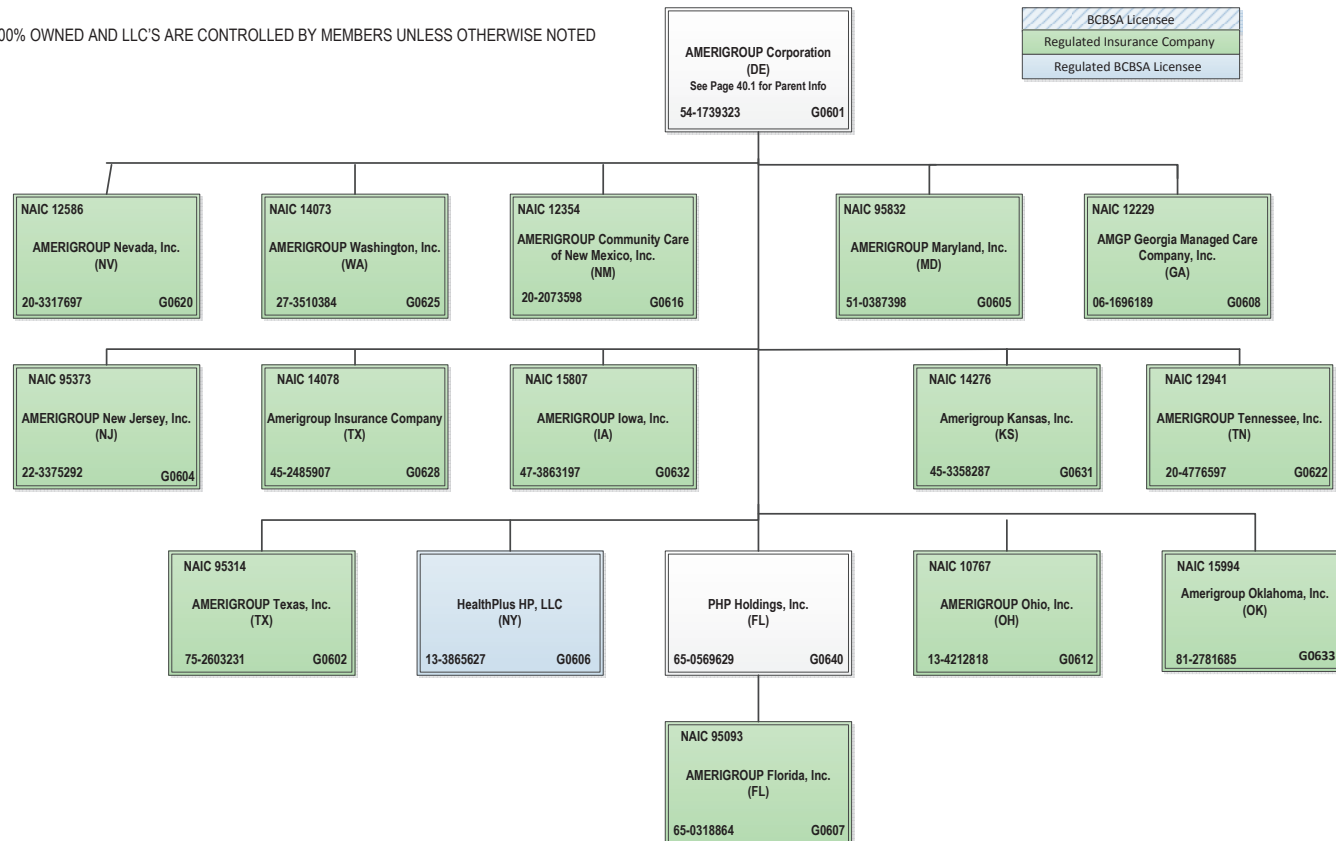 00% OWNED AND LLC'S ARE CONTROLLED BY MEMBERS UNLESS OTHERWISE NOTED
AMERIGROUP Corporation
(DE)
See Page 40.1 for Parent Info
54-1739323 G0601
BCBSA Licensee
Regulated Insurance Company
Regulated BCBSA Licensee
NAIC 12586
AMERIGROUP Nevada, Inc.
(NV)
20-3317697 G0620
NAIC 14073
AMERIGROUP Washington, Inc.
(WA)
27-3510384 G0625
NAIC 12354
AMERIGROUP Community Care
of New Mexico, Inc.
(NM)
20-2073598 G0616
NAIC 95832
AMERIGROUP Maryland, Inc.
(MD)
51-0387398 G0605
NAIC 12229
AMGP Georgia Managed Care
Company, Inc.
(GA)
06-1696189 G0608
NAIC 95373
AMERIGROUP New Jersey, Inc.
(NJ)
22-3375292 G0604
NAIC 14078
Amerigroup Insurance Company
(TX)
45-2485907 G0628
NAIC 15807
AMERIGROUP Iowa, Inc.
(IA)
47-3863197 G0632
NAIC 14276
Amerigroup Kansas, Inc.
(KS)
45-3358287 G0631
NAIC 12941
AMERIGROUP Tennessee, Inc.
(TN)
20-4776597 G0622
NAIC 95314
AMERIGROUP Texas, Inc.
(TX)
75-2603231 G0602
HealthPlus HP, LLC
(NY)
13-3865627 G0606
PHP Holdings, Inc.
(FL)
65-0569629 G0640
NAIC 10767
AMERIGROUP Ohio, Inc.
(OH)
13-4212818 G0612
NAIC 15994
Amerigroup Oklahoma, Inc.
(OK)
81-2781685 G0633
NAIC 95093
AMERIGROUP Florida, Inc.
(FL)
65-0318864 G0607